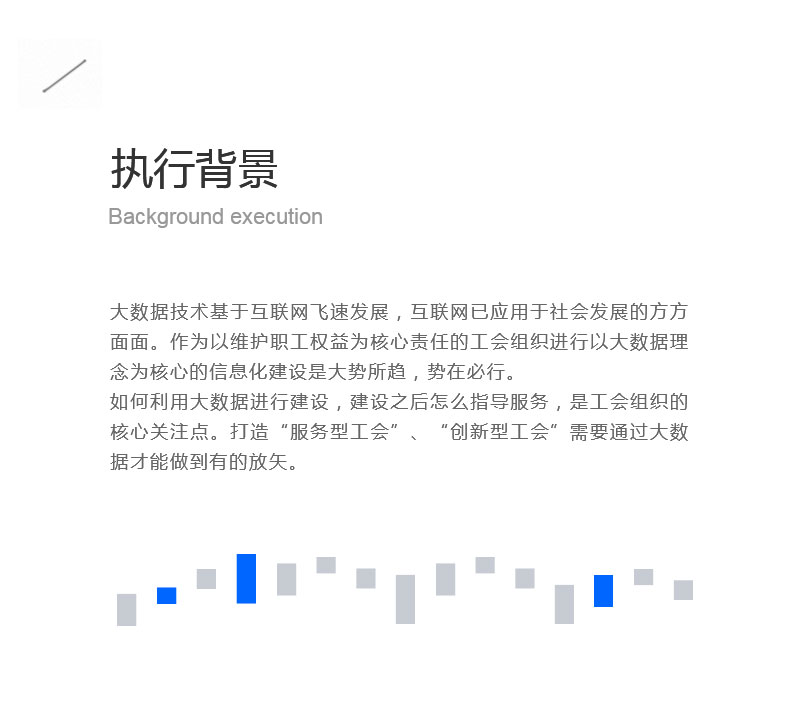 执行背景
Background execution
大数据技术基于互联网飞速发展，互联网已应用于社会发展的方方
面面。作为以维护职工权益为核心责任的工会组织进行以大数据理
念为核心的信息化建设是大势所趋，势在必行。
如何利用大数据进行建设，建设之后怎么指导服务，是工会组织的
核心关注点。打造“服务型工会”、“创新型工会”需要通过大数
据才能做到有的放矢。